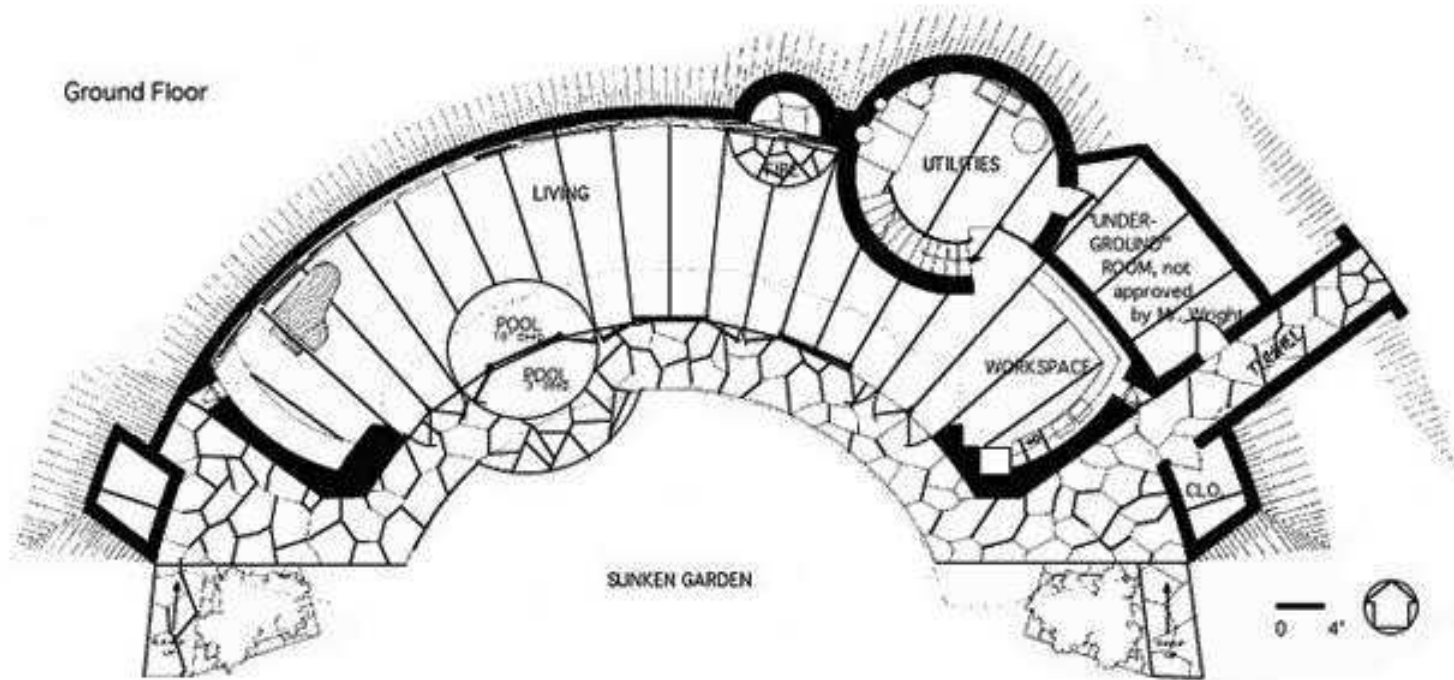 Ground Floor
LIVING
FIRE
UTILITIES
"UNDER-
GROUND"
ROOM, not
approved
by Mr. Wright
POOL
POOL
WORKSPACE
CLO.
SUNKEN GARDEN
0 4'